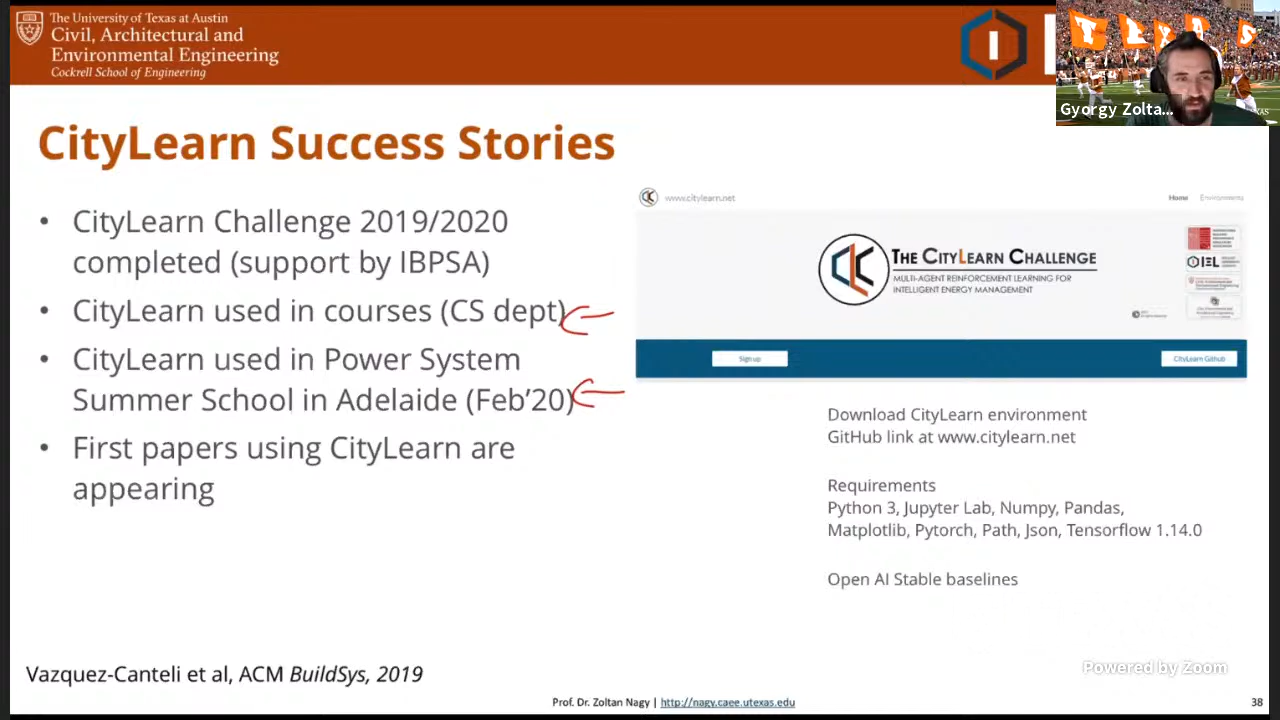 The University of Texas at Austin
Civil, Architectural and
Environmental Engineering
Cockrell School of Engineering
TEXAS
Gyorgy Zolta...
CityLearn Success Stories
• CityLearn Challenge 2019/2020
completed (support by IBPSA)
• CityLearn used in courses (CS dept)
• CityLearn used in Power System
Summer School in Adelaide (Feb’20)
• First papers using CityLearn are
appearing
www.citylearn.net
Home Environments
THE CITYLEARN CHALLENGE
MULTI-AGENT REINFORCEMENT LEARNING FOR
INTELLIGENT ENERGY MANAGEMENT
IEL
Sign up
CityLearn Github
Download CityLearn environment
GitHub link at www.citylearn.net
Requirements
Python 3, Jupyter Lab, Numpy, Pandas,
Matplotlib, Pytorch, Path, Json, Tensorflow 1.14.0
Open AI Stable baselines
Vazquez-Canteli et al, ACM BuildSys, 2019
Powered by Zoom
Prof. Dr. Zoltan Nagy | http://nagy.caee.utexas.edu
38